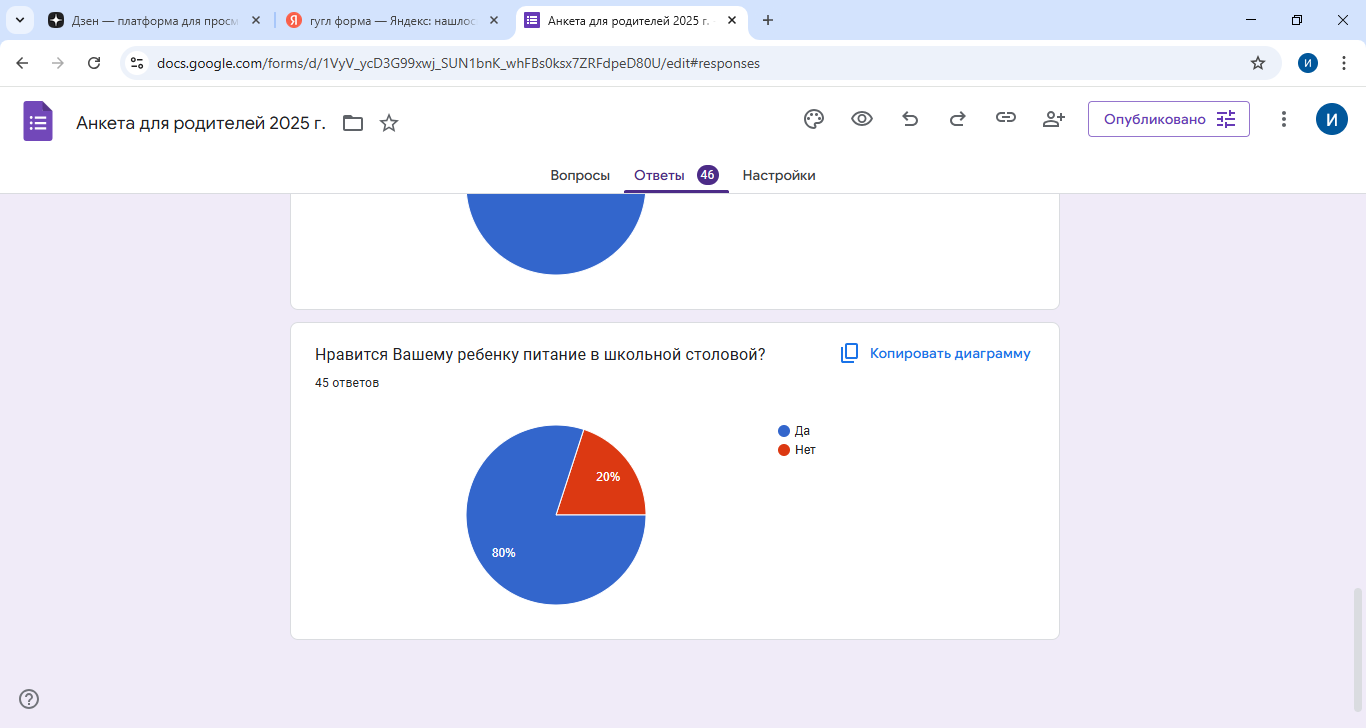 Дзен — платформа для просм
гугл форма — Яндекс: нашлос
Анкета для родителей 2025 г.
docs.google.com/forms/d/1VyV_ycD3G99xwj_SUN1bnK_whFBs0ksx7ZRFdpeD80U/edit#responses
И
Анкета для родителей 2025 г.
Опубликовано
И
Вопросы
Ответы 46
Настройки
Нравится Вашему ребенку питание в школьной столовой?
Копировать диаграмму
45 ответов
Да
Нет
20%
80%